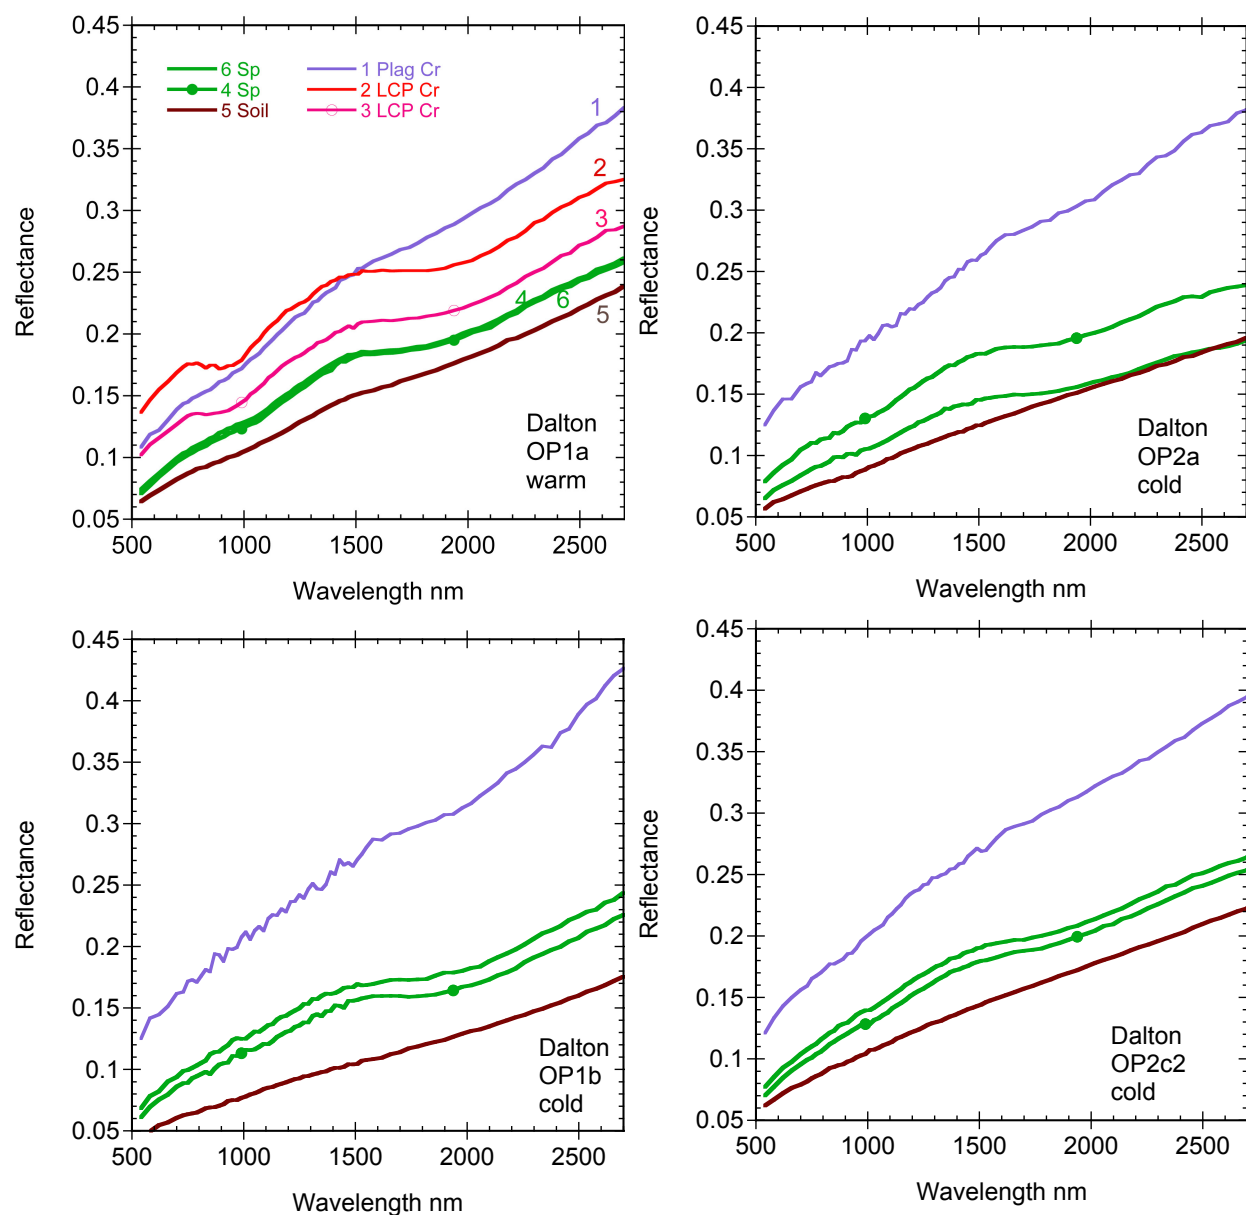 0.45
0.4
0.35
0.3
0.25
0.2
0.15
0.1
0.05
Reflectance
6 Sp
4 Sp
5 Soil
1 Plag Cr
2 LCP Cr
3 LCP Cr
1
2
3
4
6
5
Dalton
OP1a
warm
500
1000
1500
2000
2500
Wavelength nm
0.45
0.4
0.35
0.3
0.25
0.2
0.15
0.1
0.05
Reflectance
Dalton
OP2a
cold
500
1000
1500
2000
2500
Wavelength nm
0.45
0.4
0.35
0.3
0.25
0.2
0.15
0.1
0.05
Reflectance
Dalton
OP1b
cold
500
1000
1500
2000
2500
Wavelength nm
0.45
0.4
0.35
0.3
0.25
0.2
0.15
0.1
0.05
Reflectance
Dalton
OP2c2
cold
500
1000
1500
2000
2500
Wavelength nm